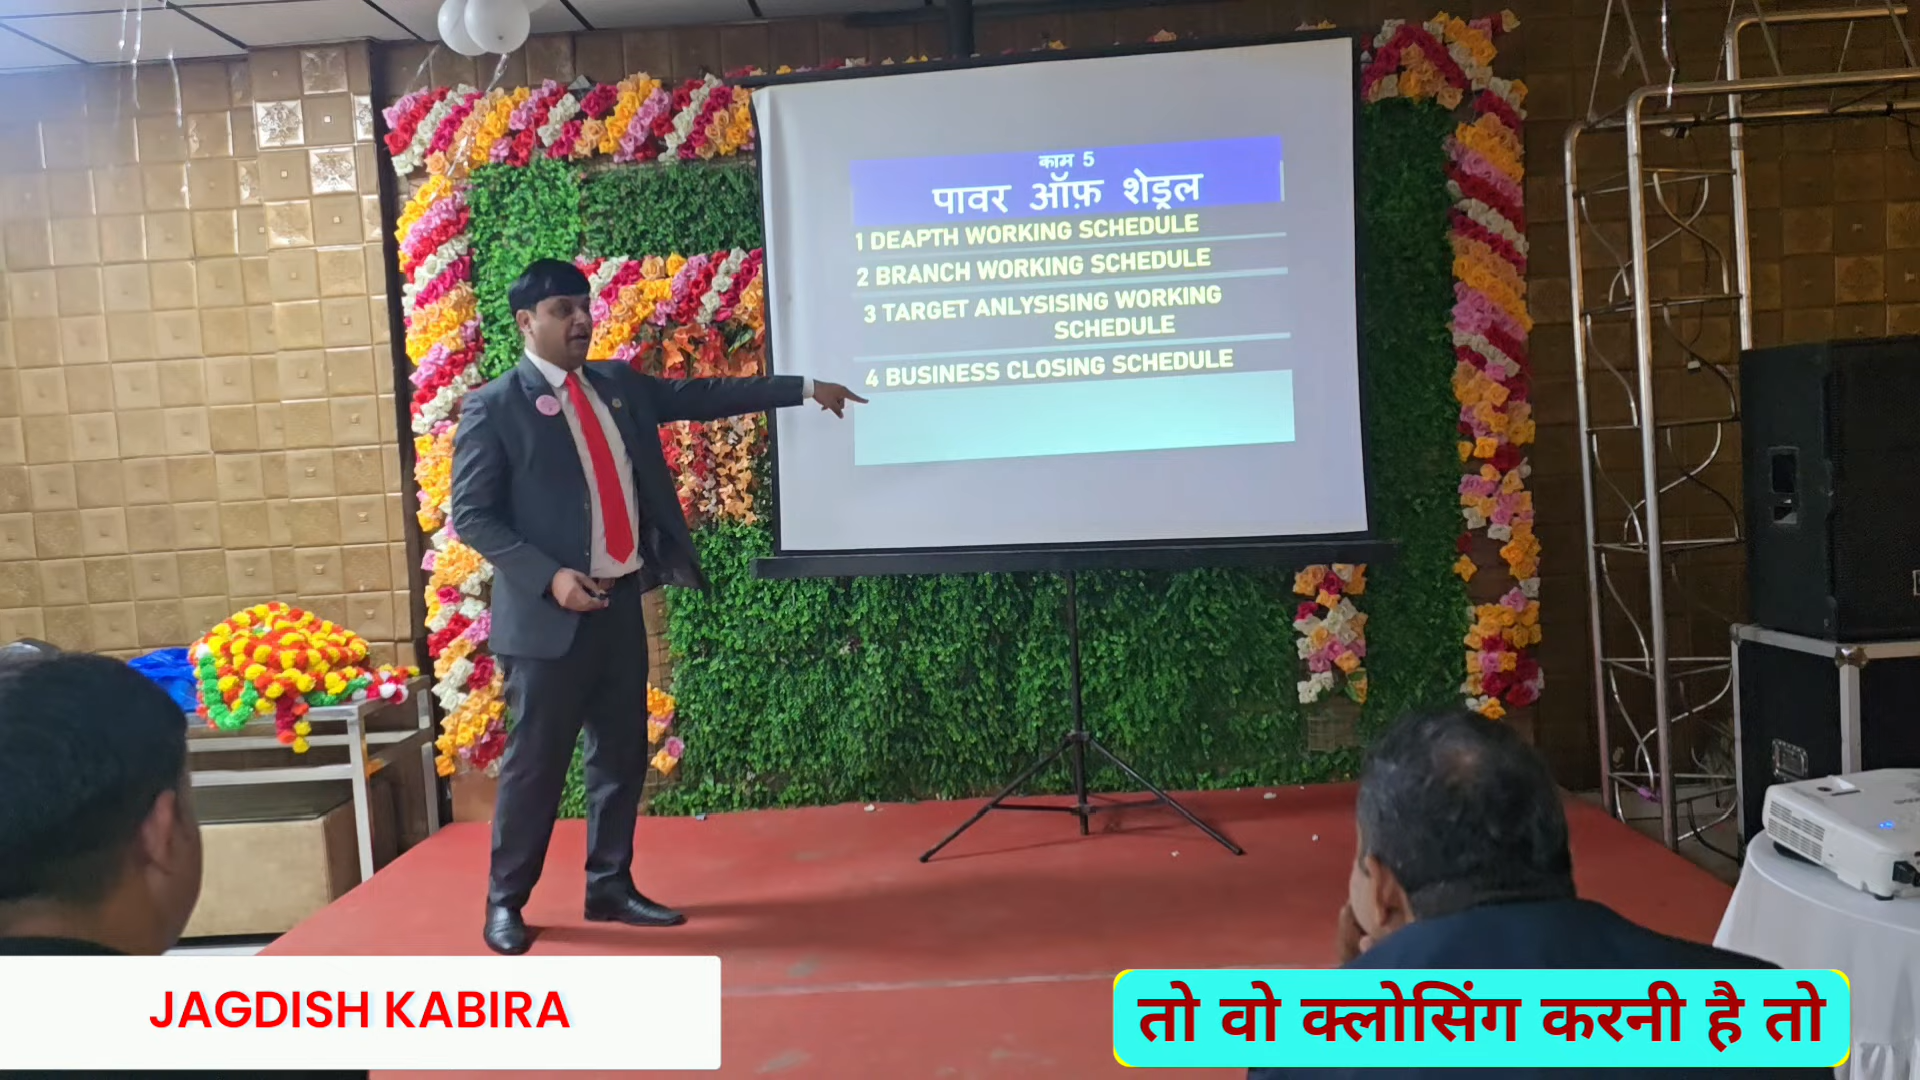 काम 5
पावर ऑफ़ शेड्रल
1 DEAPTH WORKING SCHEDULE
2 BRANCH WORKING SCHEDULE
3 TARGET ANLYSISING WORKING
SCHEDULE
4 BUSINESS CLOSING SCHEDULE
JAGDISH KABIRA
तो वो क्लोसिंग करनी है तो